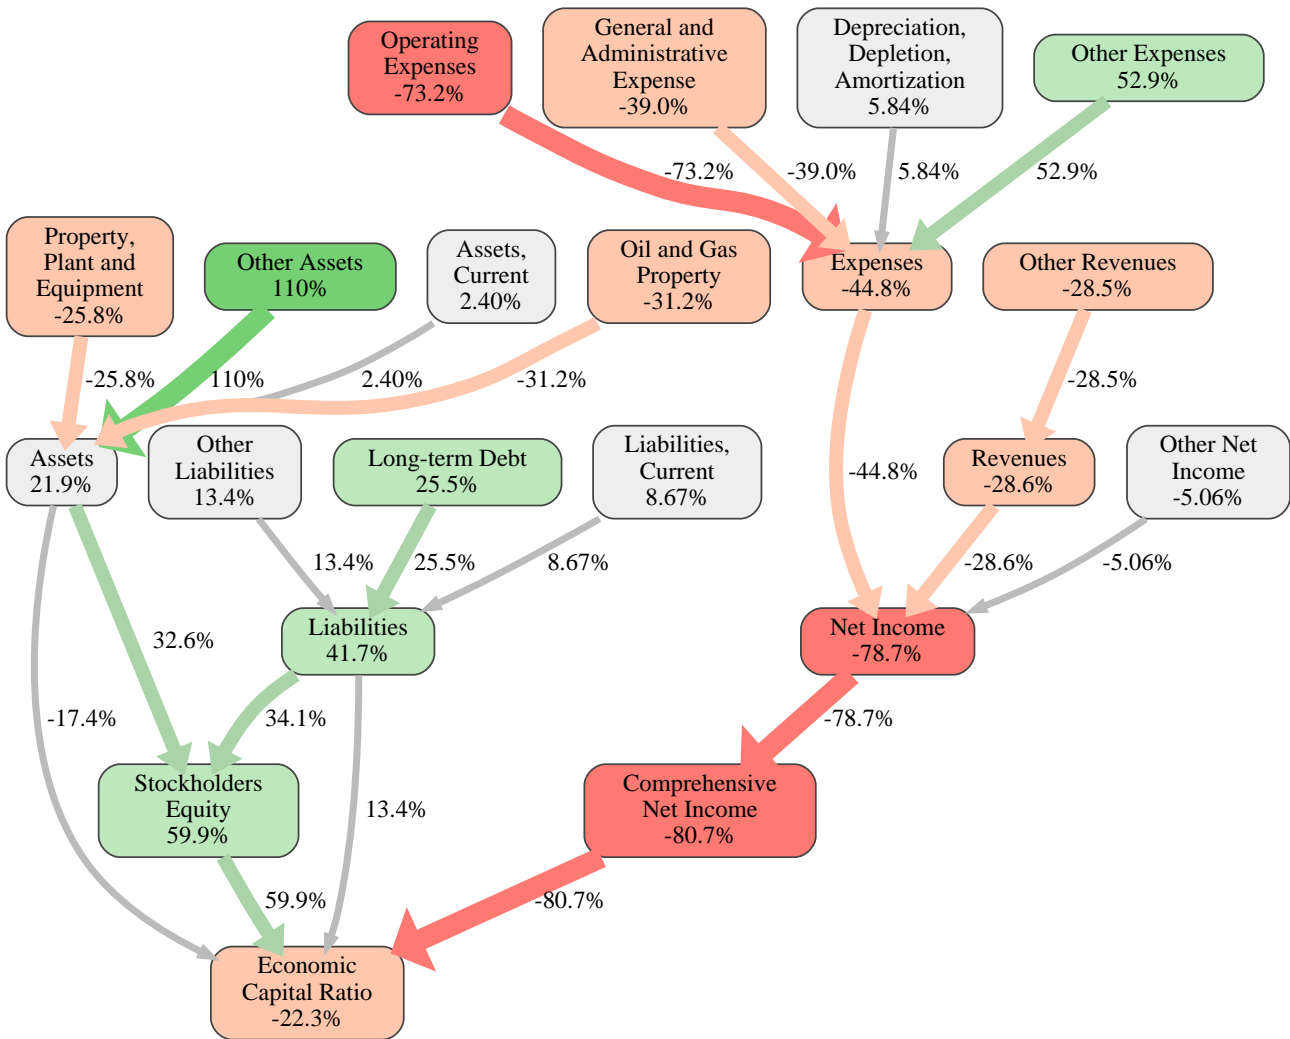 Operating
Expenses
-73.2%
General and
Administrative
Expense
-39.0%
Depreciation,
Depletion,
Amortization
5.84%
Other Expenses
52.9%
-73.2%
-39.0%
5.84%
52.9%
Property,
Plant and
Equipment
-25.8%
Other Assets
110%
Assets,
Current
2.40%
Oil and Gas
Property
-31.2%
Expenses
-44.8%
Other Revenues
-28.5%
-25.8%
110%
2.40%
-31.2%
-28.5%
Assets
21.9%
Other
Liabilities
13.4%
Long-term Debt
25.5%
Liabilities,
Current
8.67%
-44.8%
Revenues
-28.6%
Other Net
Income
-5.06%
13.4%
25.5%
8.67%
-28.6%
-5.06%
32.6%
Liabilities
41.7%
Net Income
-78.7%
-17.4%
34.1%
-78.7%
Stockholders
Equity
59.9%
13.4%
Comprehensive
Net Income
-80.7%
59.9%
-80.7%
Economic
Capital Ratio
-22.3%